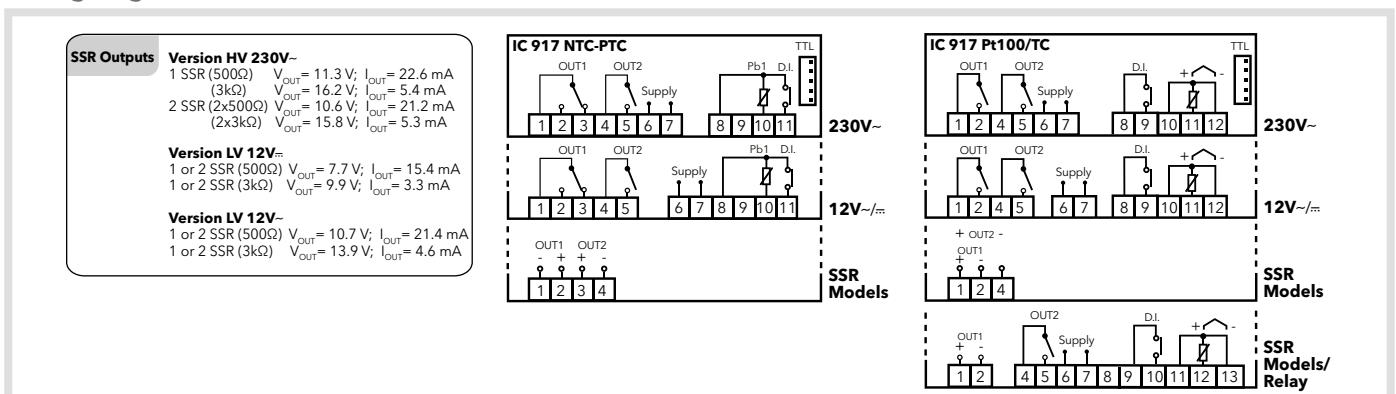 SSR Outputs
Version HV 230V~
1 SSR (500Ω) VOUT= 11.3 V; IOUT= 22.6 mA
(3kΩ) VOUT= 16.2 V; IOUT= 5.4 mA
2 SSR (2x500Ω) VOUT= 10.6 V; IOUT= 21.2 mA
(2x3kΩ) VOUT= 15.8 V; IOUT= 5.3 mA
Version LV 12V⎓
1 or 2 SSR (500Ω) VOUT= 7.7 V; IOUT= 15.4 mA
1 or 2 SSR (3kΩ) VOUT= 9.9 V; IOUT= 3.3 mA
Version LV 12V~
1 or 2 SSR (500Ω) VOUT= 10.7 V; IOUT= 21.4 mA
1 or 2 SSR (3kΩ) VOUT= 13.9 V; IOUT= 4.6 mA
IC 917 NTC-PTC TTL
OUT1 OUT2 Supply Pb1 D.I.
1 2 3 4 5 6 7 8 9 10 11 230V~
OUT1 OUT2 Supply Pb1 D.I.
1 2 3 4 5 6 7 8 9 10 11 12V~/⎓
OUT1 OUT2
- + + -
1 2 3 4 SSR Models
IC 917 Pt100/TC TTL
OUT1 OUT2 Supply D.I. + -
1 2 4 5 6 7 8 9 10 11 12 230V~
OUT1 OUT2 Supply D.I. + -
1 2 4 5 6 7 8 9 10 11 12 12V~/⎓
+ OUT2 -
OUT1
+ -
1 2 4 SSR Models
OUT1 OUT2 Supply D.I. + -
+ -
1 2 4 5 6 7 8 9 10 11 12 13 SSR Models/ Relay